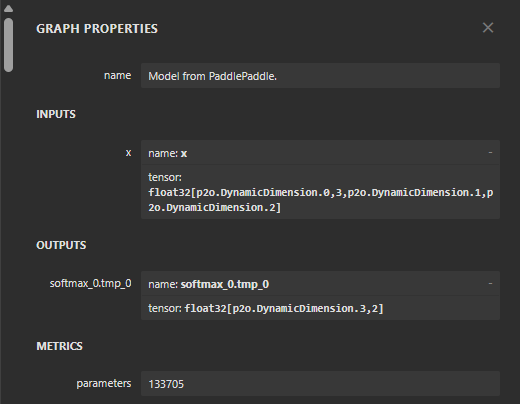 GRAPH PROPERTIES
name Model from PaddlePaddle.
INPUTS
x name: x -
tensor:
float32[p2o.DynamicDimension.0,3,p2o.DynamicDimension.1,p
2o.DynamicDimension.2]
OUTPUTS
softmax_0.tmp_0 name: softmax_0.tmp_0 -
tensor: float32[p2o.DynamicDimension.3,2]
METRICS
parameters 133705